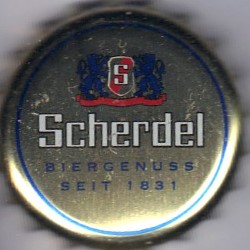 S
Scherdel
BIERGENUSS
SEIT 1831